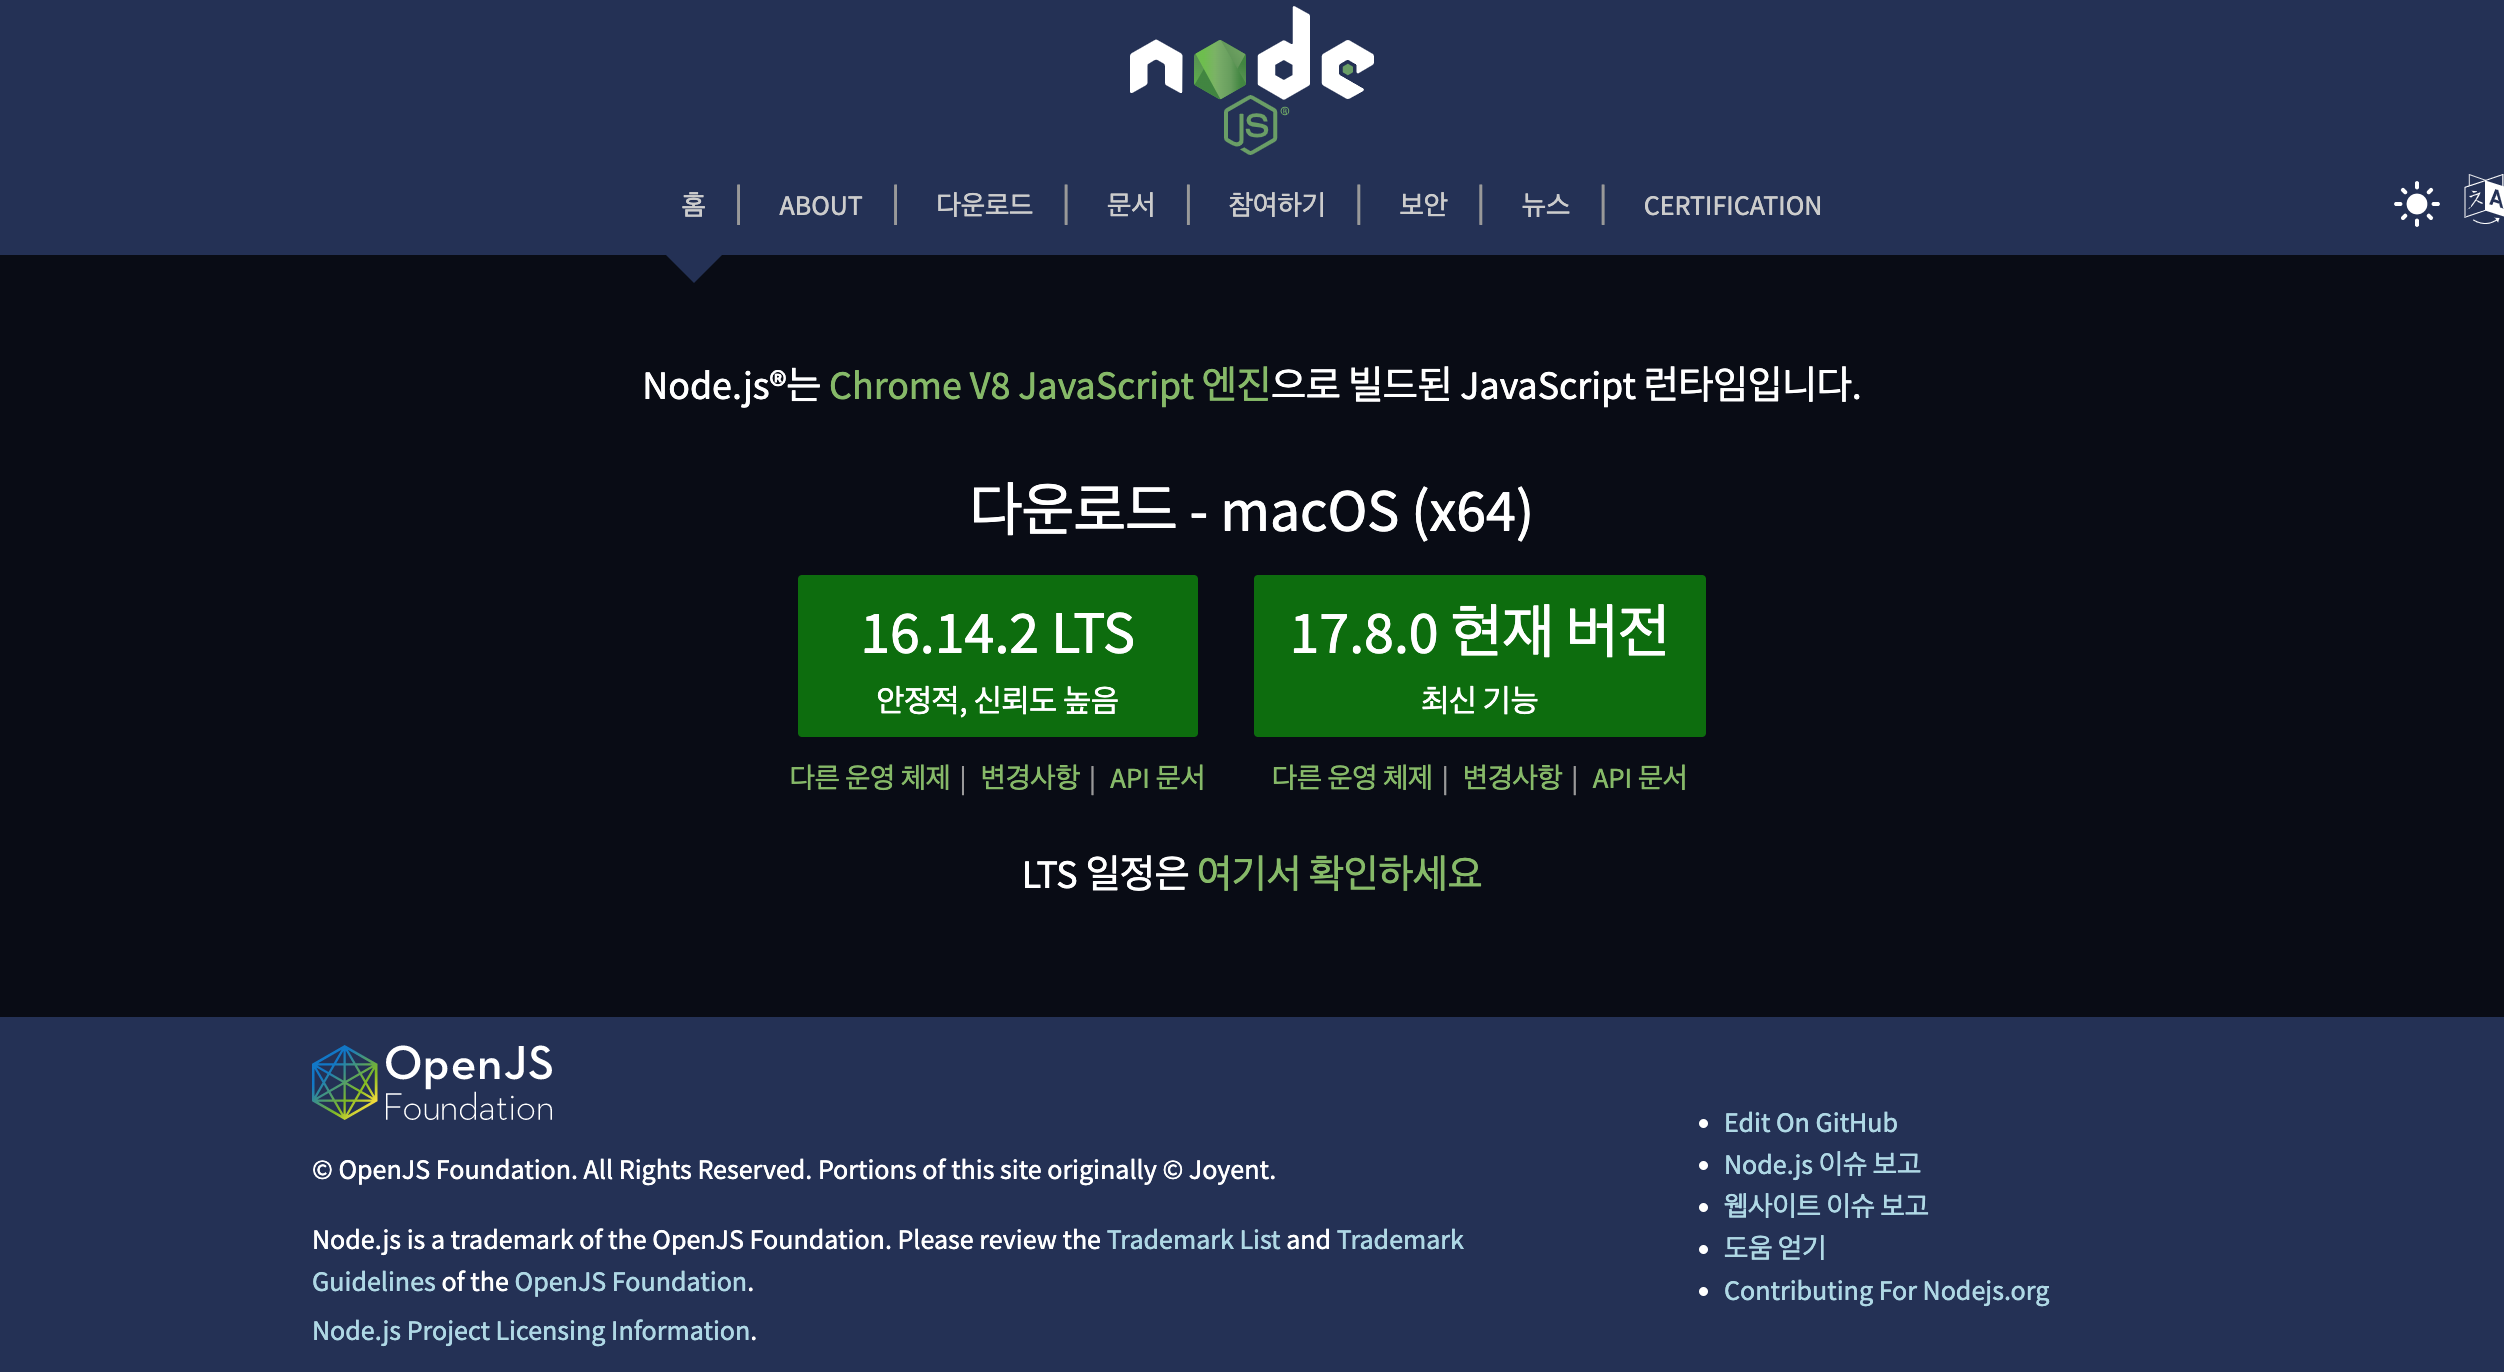 node
JS®
홈 | ABOUT | 다운로드 | 문서 | 참여하기 | 보안 | 뉴스 | CERTIFICATION
Node.js®는 Chrome V8 JavaScript 엔진으로 빌드된 JavaScript 런타임입니다.
다운로드 - macOS (x64)
16.14.2 LTS
안정적, 신뢰도 높음
다른 운영 체제 | 변경사항 | API 문서
17.8.0 현재 버전
최신 기능
다른 운영 체제 | 변경사항 | API 문서
LTS 일정은 여기서 확인하세요
OpenJS
Foundation
© OpenJS Foundation. All Rights Reserved. Portions of this site originally © Joyent.
Node.js is a trademark of the OpenJS Foundation. Please review the Trademark List and Trademark
Guidelines of the OpenJS Foundation.
Node.js Project Licensing Information.
Edit On GitHub
Node.js 이슈 보고
웹사이트 이슈 보고
도움 얻기
Contributing For Nodejs.org